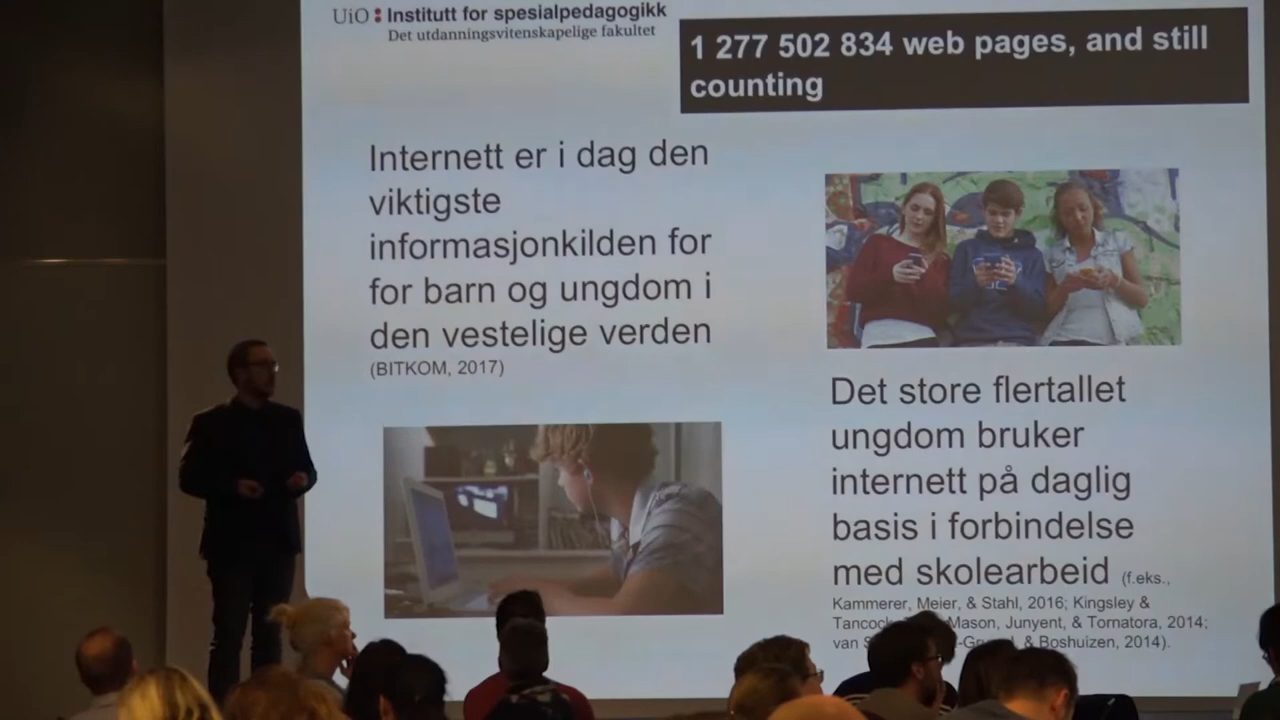 UiO : Institutt for spesialpedagogikk
Det utdanningsvitenskapelige fakultet
1 277 502 834 web pages, and still
counting
Internett er i dag den
viktigste
informasjonkilden for
for barn og ungdom i
den vestelige verden
(BITKOM, 2017)
Det store flertallet
ungdom bruker
internett på daglig
basis i forbindelse
med skolearbeid (f.eks.,
Kammerer, Meier, & Stahl, 2016; Kingsley &
Tancock, Mason, Junyent, & Tornatora, 2014;
van & Boshuizen, 2014).